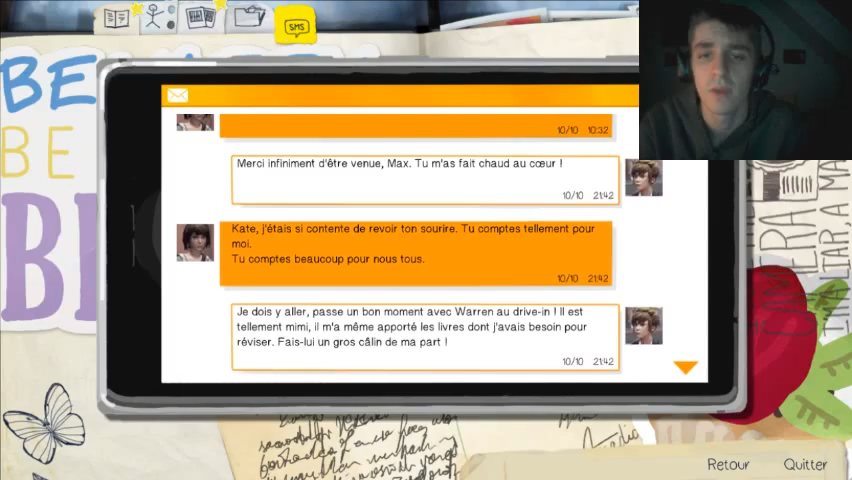 SMS
BE
BE
B
10/10 10:32
Merci infiniment d'être venue, Max. Tu m'as fait chaud au cœur !
10/10 21:42
Kate, j'étais si contente de revoir ton sourire. Tu comptes tellement pour
moi.
Tu comptes beaucoup pour nous tous.
10/10 21:42
Je dois y aller, passe un bon moment avec Warren au drive-in ! Il est
tellement mimi, il m'a même apporté les livres dont j'avais besoin pour
réviser. Fais-lui un gros câlin de ma part !
10/10 21:42
Retour
Quitter